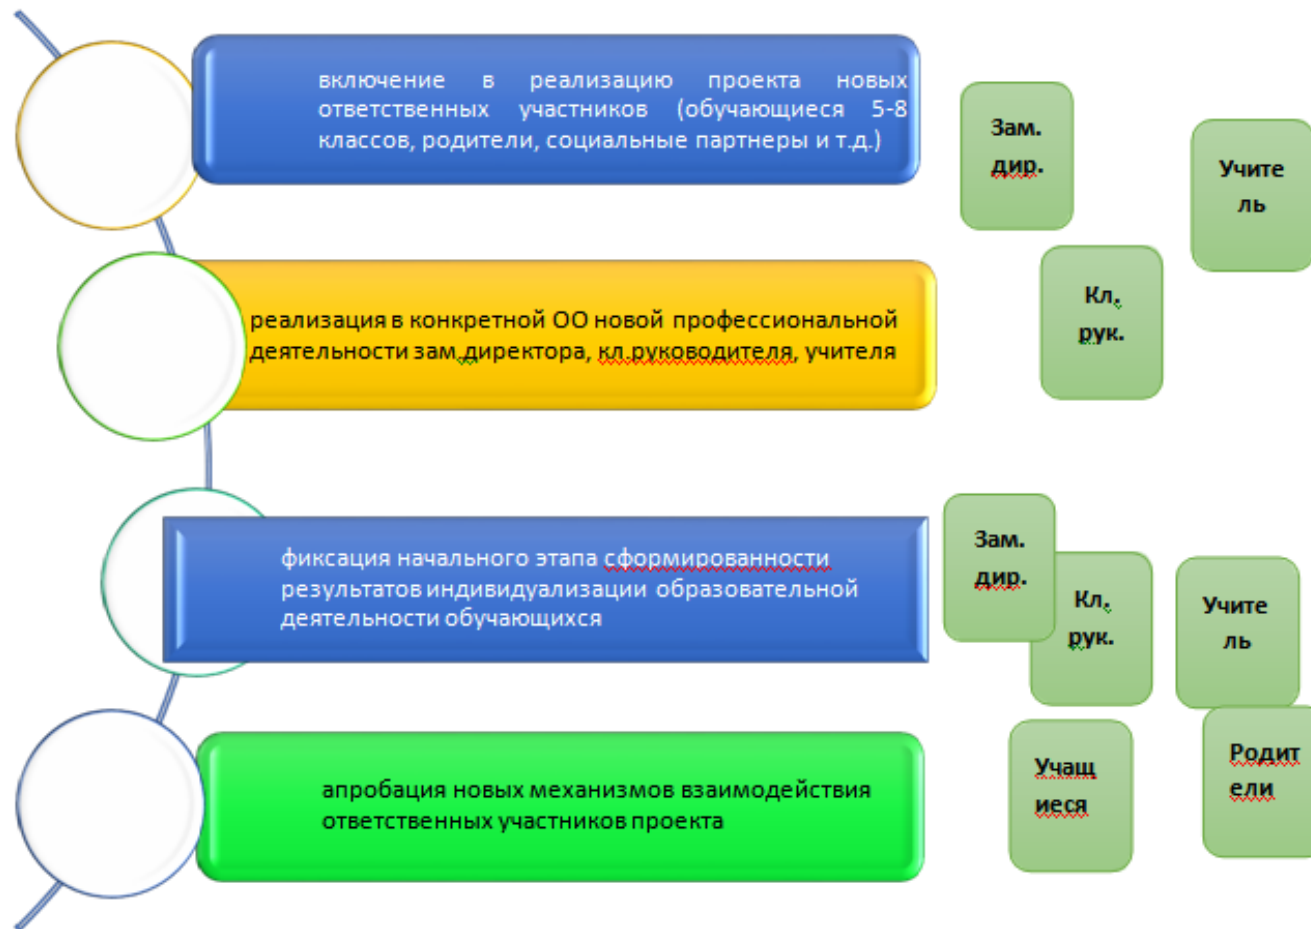 включение в реализацию проекта новых
ответственных участников (обучающиеся 5-8
классов, родители, социальные партнеры и т.д.)
Зам.
дир.
Учите
ль
реализация в конкретной ОО новой профессиональной
деятельности зам.директора, кл.руководителя, учителя
Кл.
рук.
фиксация начального этапа сформированности
результатов индивидуализации образовательной
деятельности обучающихся
Зам.
дир.
Кл.
рук.
Учите
ль
апробация новых механизмов взаимодействия
ответственных участников проекта
Учащ
иеся
Родит
ели